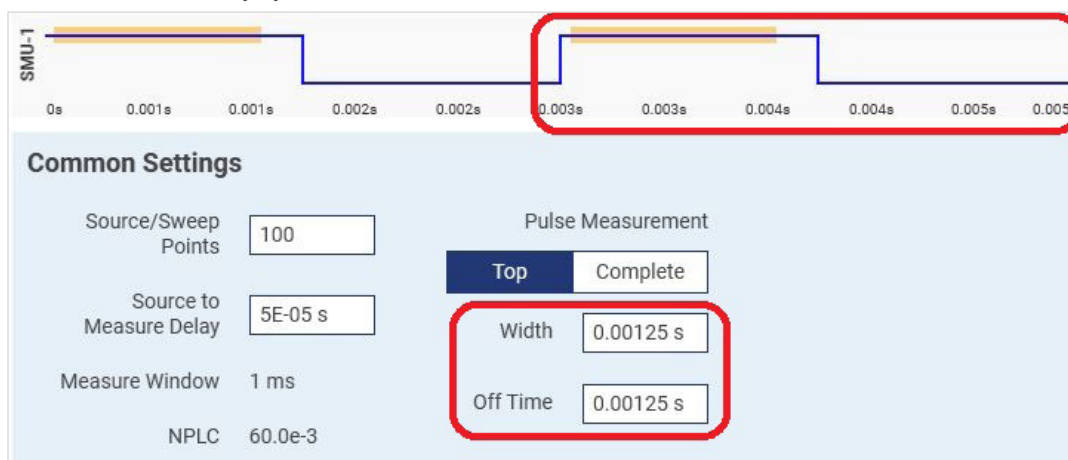 SMU-1
0s 0.001s 0.001s 0.002s 0.002s 0.003s 0.003s 0.004s 0.004s 0.005s 0.005
Common Settings
Source/Sweep
Points
100
Source to
Measure Delay
5E-05 s
Measure Window 1 ms
NPLC 60.0e-3
Pulse Measurement
Top Complete
Width 0.00125 s
Off Time 0.00125 s